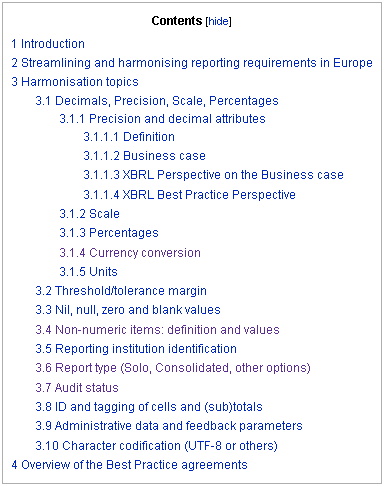 Contents [hide]
1 Introduction
2 Streamlining and harmonising reporting requirements in Europe
3 Harmonisation topics
3.1 Decimals, Precision, Scale, Percentages
3.1.1 Precision and decimal attributes
3.1.1.1 Definition
3.1.1.2 Business case
3.1.1.3 XBRL Perspective on the Business case
3.1.1.4 XBRL Best Practice Perspective
3.1.2 Scale
3.1.3 Percentages
3.1.4 Currency conversion
3.1.5 Units
3.2 Threshold/tolerance margin
3.3 Nil, null, zero and blank values
3.4 Non-numeric items: definition and values
3.5 Reporting institution identification
3.6 Report type (Solo, Consolidated, other options)
3.7 Audit status
3.8 ID and tagging of cells and (sub)totals
3.9 Administrative data and feedback parameters
3.10 Character codification (UTF-8 or others)
4 Overview of the Best Practice agreements